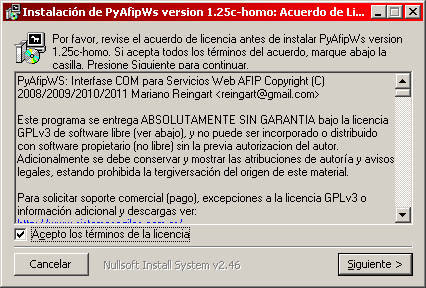 Instalación de PyAfipWs version 1.25c-homo: Acuerdo de Li...
Por favor, revise el acuerdo de licencia antes de instalar PyAfipWs version
1.25c-homo. Si acepta todos los términos del acuerdo, marque abajo la
casilla. Presione Siguiente para continuar.
PyAfipWS: Interfase COM para Servicios Web AFIP Copyright (C)
2008/2009/2010/2011 Mariano Reingart <reingart@gmail.com>
Este programa se entrega ABSOLUTAMENTE SIN GARANTIA bajo la licencia
GPLv3 de software libre (ver abajo), y no puede ser incorporado o distribuido
con software propietario (no libre) sin la previa autorizacion del autor.
Adicionalmente se debe conservar y mostrar las atribuciones de autoría y avisos
legales, estando prohibida la tergiversación del origen de este material.
Para solicitar soporte comercial (pago), excepciones a la licencia GPLv3 o
información adicional y descargas ver:
Acepto los términos de la licencia
Cancelar
Nullsoft Install System v2.46
Siguiente >